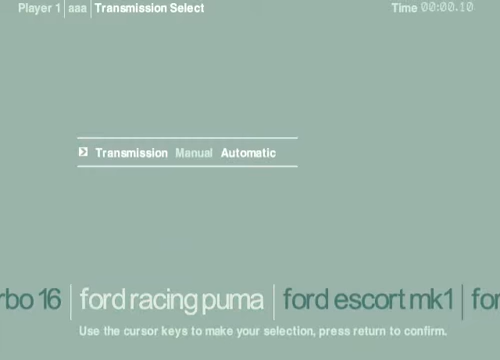 Player 1 aaa Transmission Select Time 00:00.10
Transmission Manual Automatic
rbo 16 ford racing puma ford escort mk1 for
Use the cursor keys to make your selection, press return to confirm.